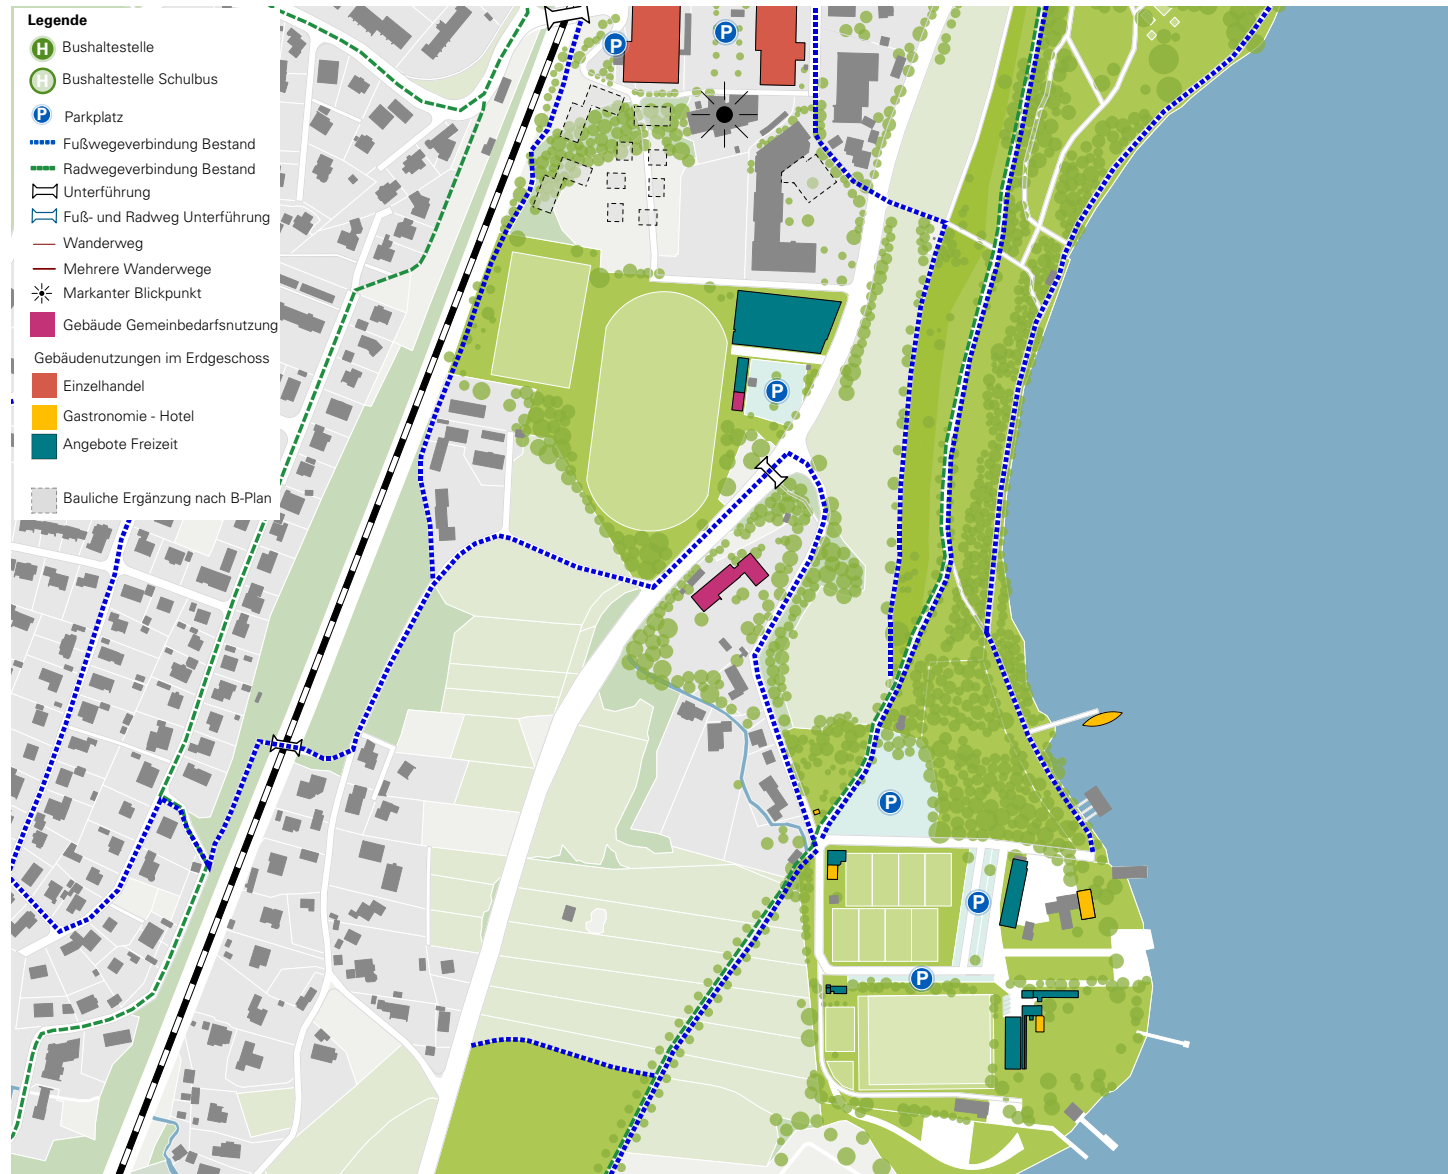 Legende
H Bushaltestelle
H Bushaltestelle Schulbus
P Parkplatz
Fußwegeverbindung Bestand
Radwegeverbindung Bestand
Unterführung
Fuß- und Radweg Unterführung
Wanderweg
Mehrere Wanderwege
Markanter Blickpunkt
Gebäude Gemeinbedarfsnutzung
Gebäudenutzungen im Erdgeschoss
Einzelhandel
Gastronomie - Hotel
Angebote Freizeit
Bauliche Ergänzung nach B-Plan
P
P
P
P
P
P